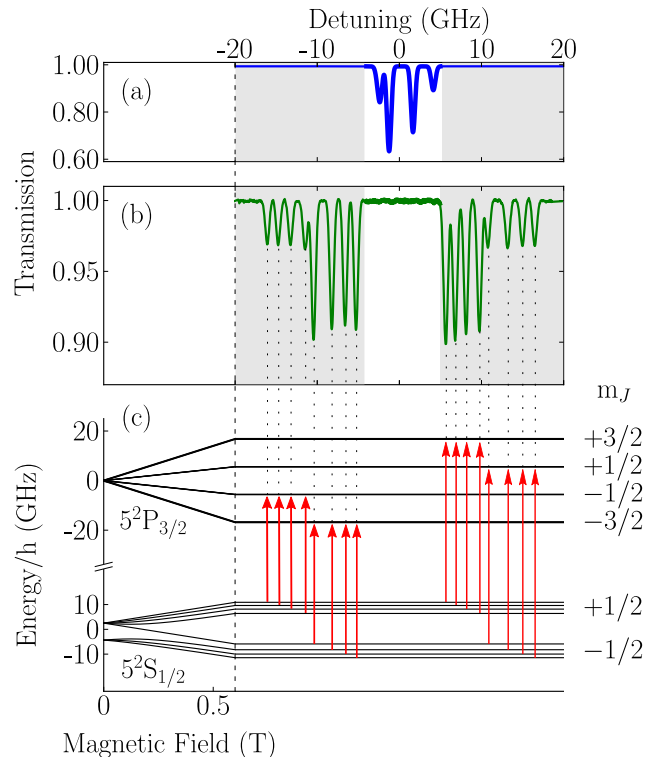 Detuning (GHz)
-20 -10 0 10 20
(a)
1.00
0.80
0.60
Transmission
(b)
1.00
0.95
0.90
(c)
m_J
Energy/h (GHz)
20
0
-20
+3/2
+1/2
−1/2
−3/2
5²P₃/₂
10
0
-10
+1/2
−1/2
5²S₁/₂
0 0.5
Magnetic Field (T)